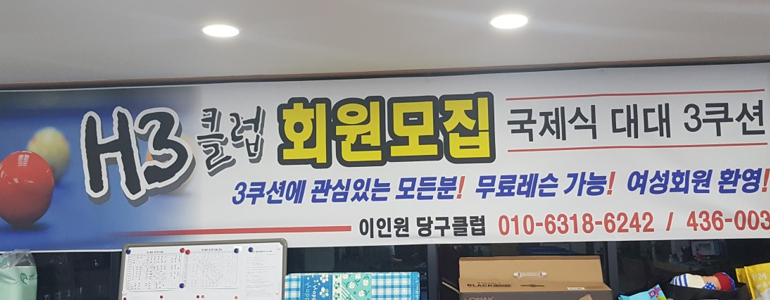 H3 클럽 회원모집 국제식 대대 3쿠션
3쿠션에 관심있는 모든분! 무료레슨 가능! 여성회원 환영!
이인원 당구클럽 010-6318-6242 / 436-003
BLACK